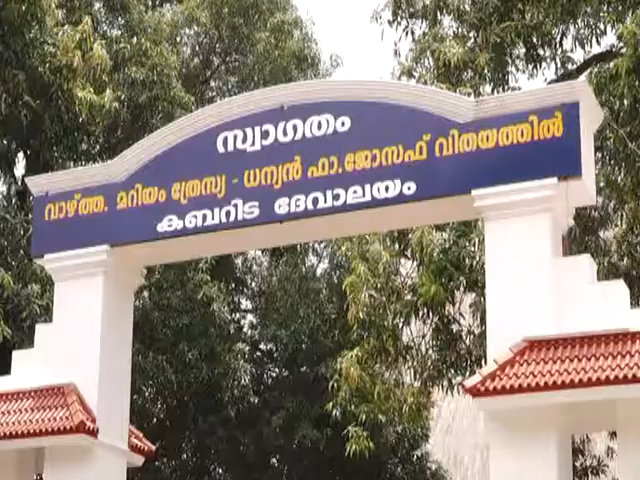 സ്വാഗതം
വാഴ്ത്ത. മറിയം ത്രേസ്യ - ധന്യൻ ഫാ.ജോസഫ് വിതയത്തിൽ
കബറിട ദേവാലയം